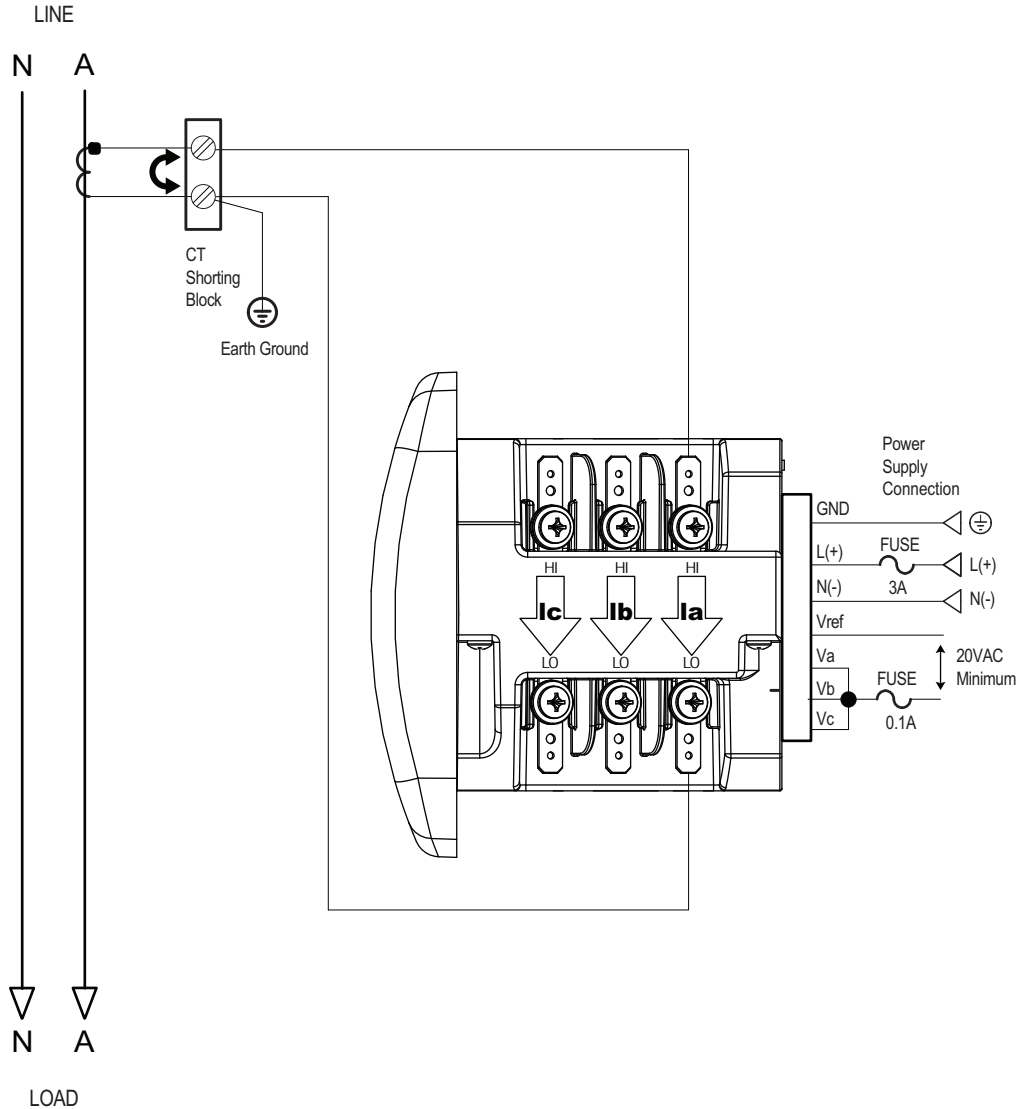 LINE
N A
CT
Shorting
Block
Earth Ground
Power
Supply
Connection
GND
L(+)
FUSE
3A
L(+)
N(-)
N(-)
Vref
Va
Vb
Vc
FUSE
0.1A
20VAC
Minimum
HI HI HI
Ic Ib Ia
LO LO LO
N A
LOAD